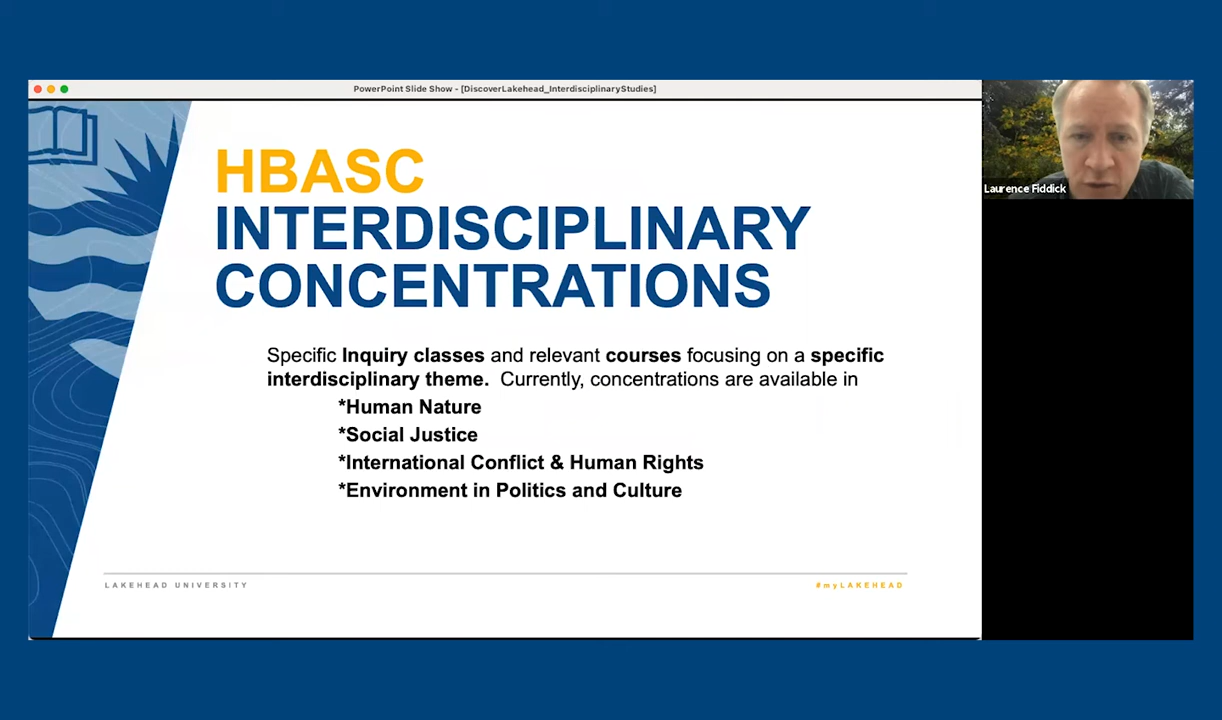 PowerPoint Slide Show - [DiscoverLakehead_InterdisciplinaryStudies]
HBASC
INTERDISCIPLINARY
CONCENTRATIONS
Specific Inquiry classes and relevant courses focusing on a specific
interdisciplinary theme. Currently, concentrations are available in
*Human Nature
*Social Justice
*International Conflict & Human Rights
*Environment in Politics and Culture
LAKEHEAD UNIVERSITY
#myLAKEHEAD
Laurence Fiddick